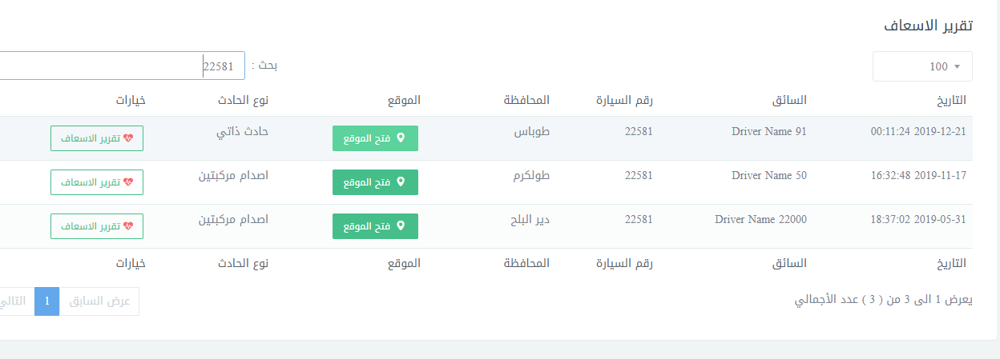 تقرير الاسعاف
100
بحث : 22581
التاريخ السائق رقم السيارة المحافظة الموقع نوع الحادث خيارات
2019-12-21 00:11:24 Driver Name 91 22581 طوباس فتح الموقع حادث ذاتي تقرير الاسعاف
2019-11-17 16:32:48 Driver Name 50 22581 طولكرم فتح الموقع اصدام مركبتين تقرير الاسعاف
2019-05-31 18:37:02 Driver Name 22000 22581 دير البلح فتح الموقع اصدام مركبتين تقرير الاسعاف
التاريخ السائق رقم السيارة المحافظة الموقع نوع الحادث خيارات
يعرض 1 الى 3 من ( 3 ) عدد الأجمالي
عرض السابق 1 التالي